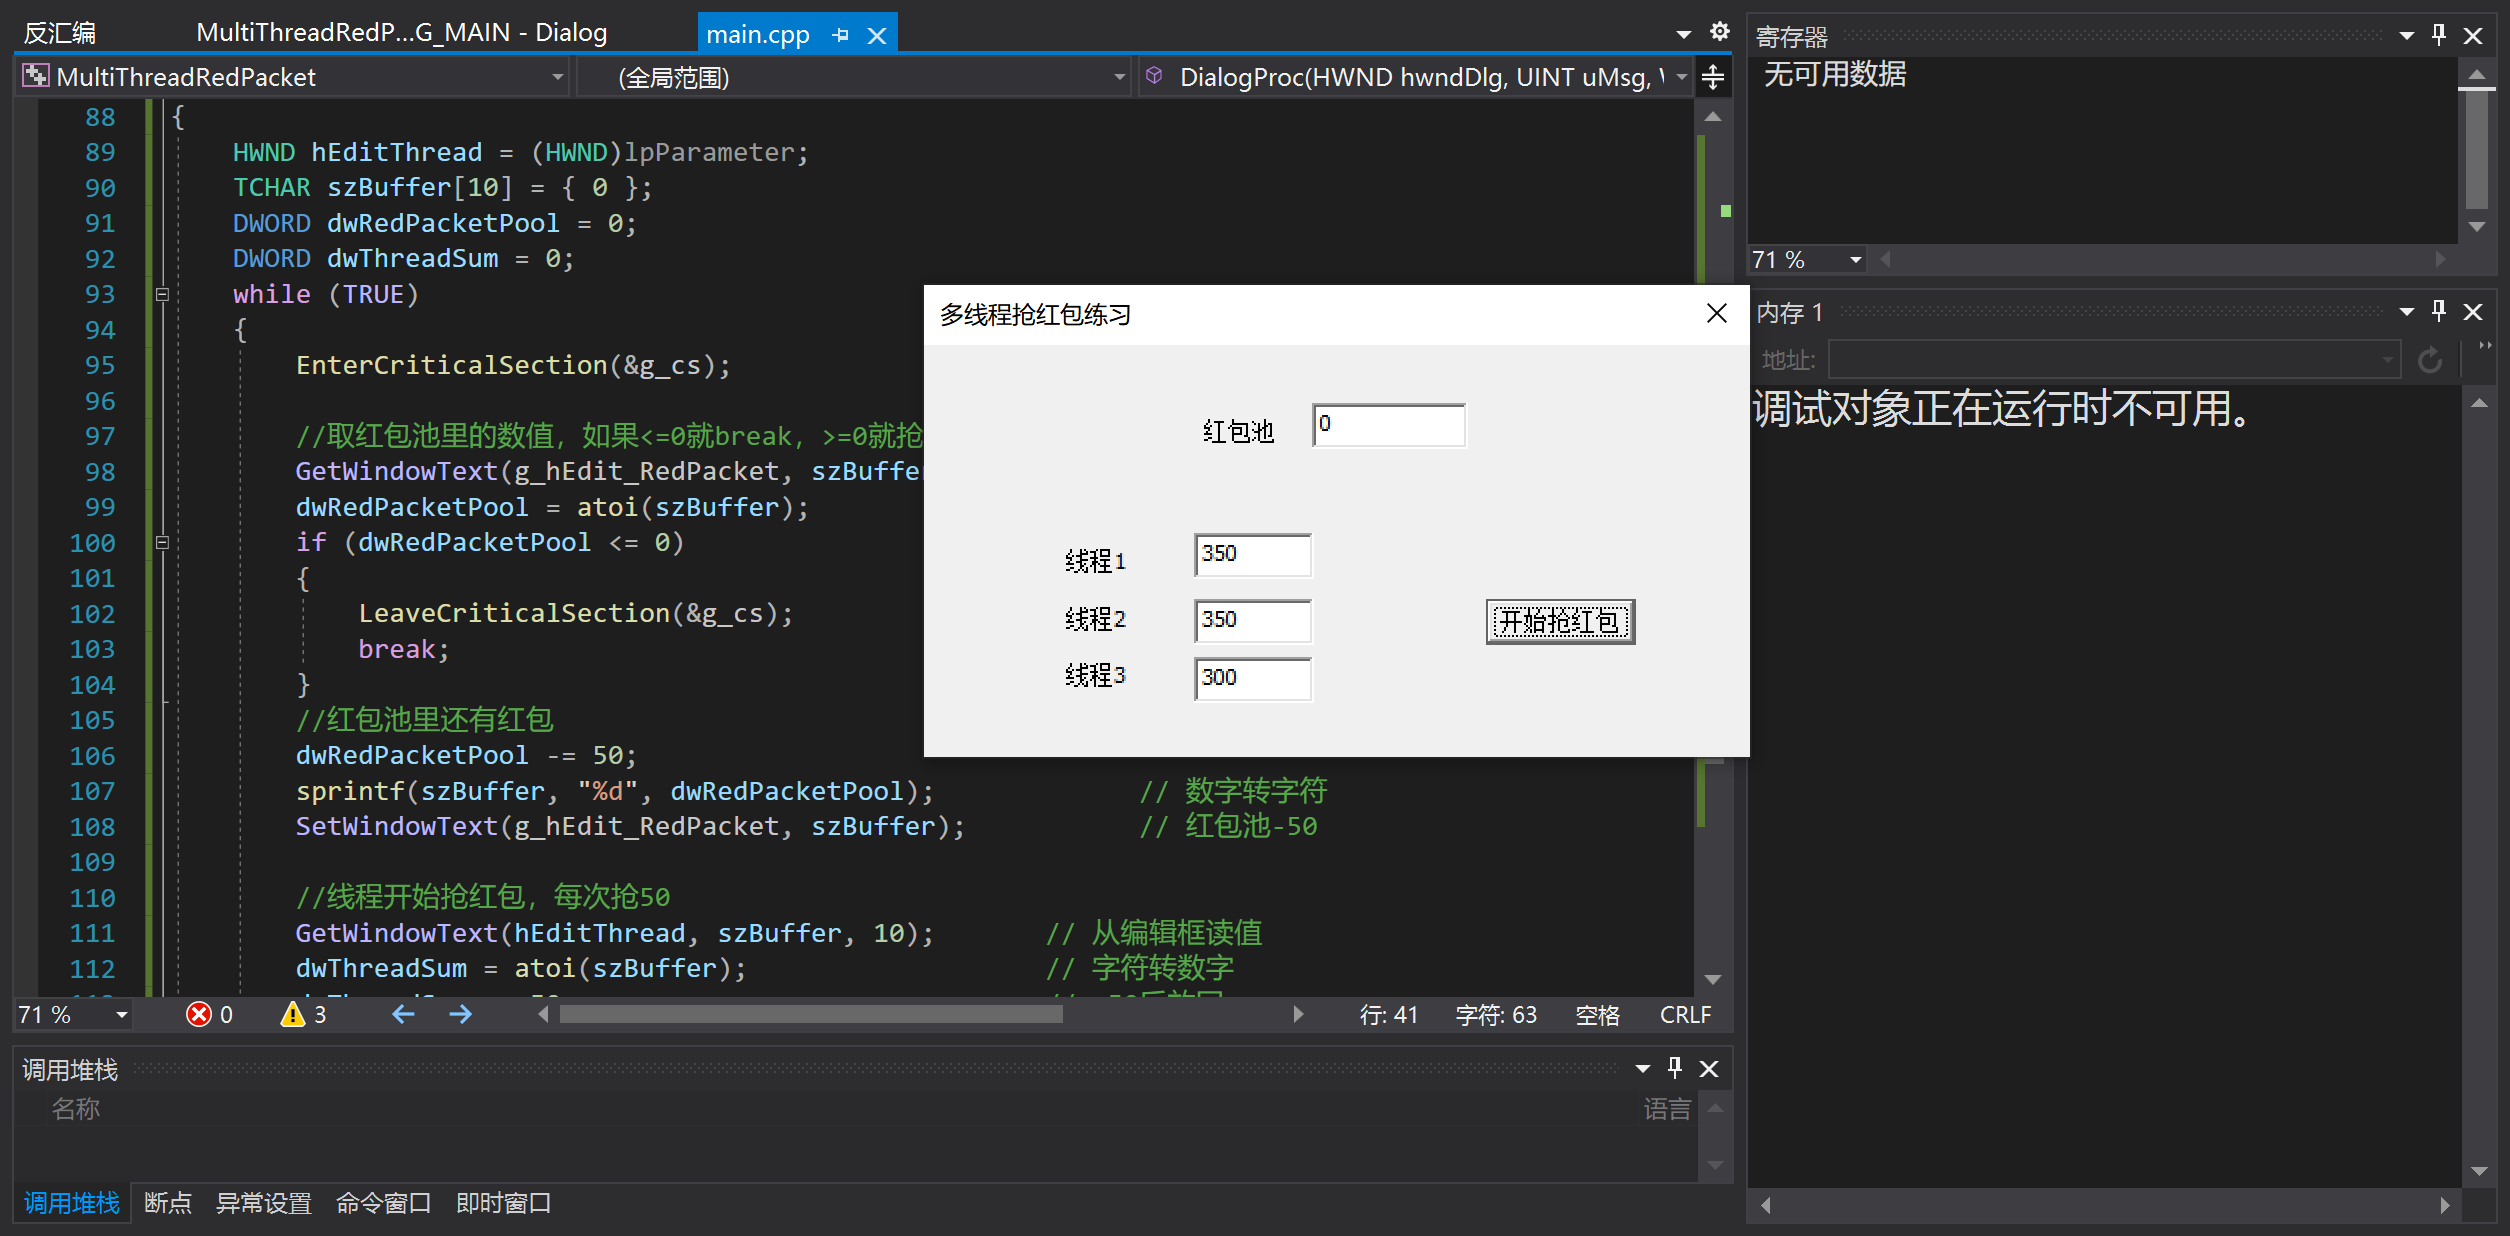 反汇编 MultiThreadRedP...G_MAIN - Dialog main.cpp
MultiThreadRedPacket (全局范围) DialogProc(HWND hwndDlg, UINT uMsg,
88 {
89 HWND hEditThread = (HWND)lpParameter;
90 TCHAR szBuffer[10] = { 0 };
91 DWORD dwRedPacketPool = 0;
92 DWORD dwThreadSum = 0;
93 while (TRUE)
94 {
95 EnterCriticalSection(&g_cs);
96
97 //取红包池里的数值，如果<=0就break，>=0就抢
98 GetWindowText(g_hEdit_RedPacket, szBuffe
99 dwRedPacketPool = atoi(szBuffer);
100 if (dwRedPacketPool <= 0)
101 {
102 LeaveCriticalSection(&g_cs);
103 break;
104 }
105 //红包池里还有红包
106 dwRedPacketPool -= 50;
107 sprintf(szBuffer, "%d", dwRedPacketPool); // 数字转字符
108 SetWindowText(g_hEdit_RedPacket, szBuffer); // 红包池-50
109
110 //线程开始抢红包，每次抢50
111 GetWindowText(hEditThread, szBuffer, 10); // 从编辑框读值
112 dwThreadSum = atoi(szBuffer); // 字符转数字
71 % 0 3 行: 41 字符: 63 空格 CRLF
多线程抢红包练习
红包池 0
线程1 350
线程2 350 开始抢红包
线程3 300
调用堆栈
名称 语言
调用堆栈 断点 异常设置 命令窗口 即时窗口
寄存器
无可用数据
71 %
内存 1
地址:
调试对象正在运行时不可用。